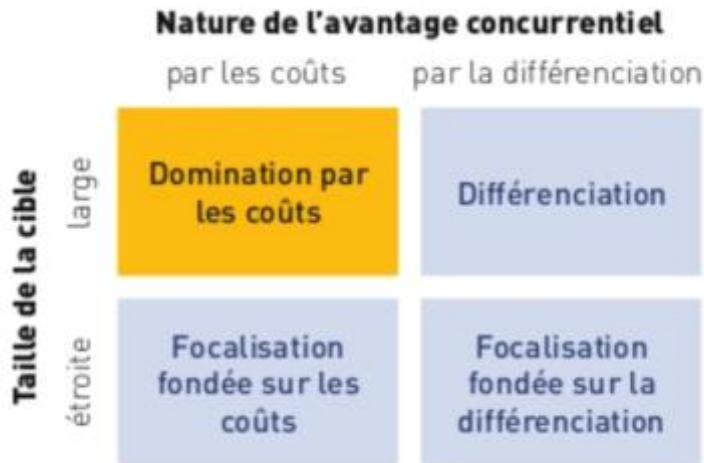 Nature de l’avantage concurrentiel
par les coûts
par la différenciation
Taille de la cible
large
Domination par
les coûts
Différenciation
étroite
Focalisation
fondée sur les
coûts
Focalisation
fondée sur la
différenciation